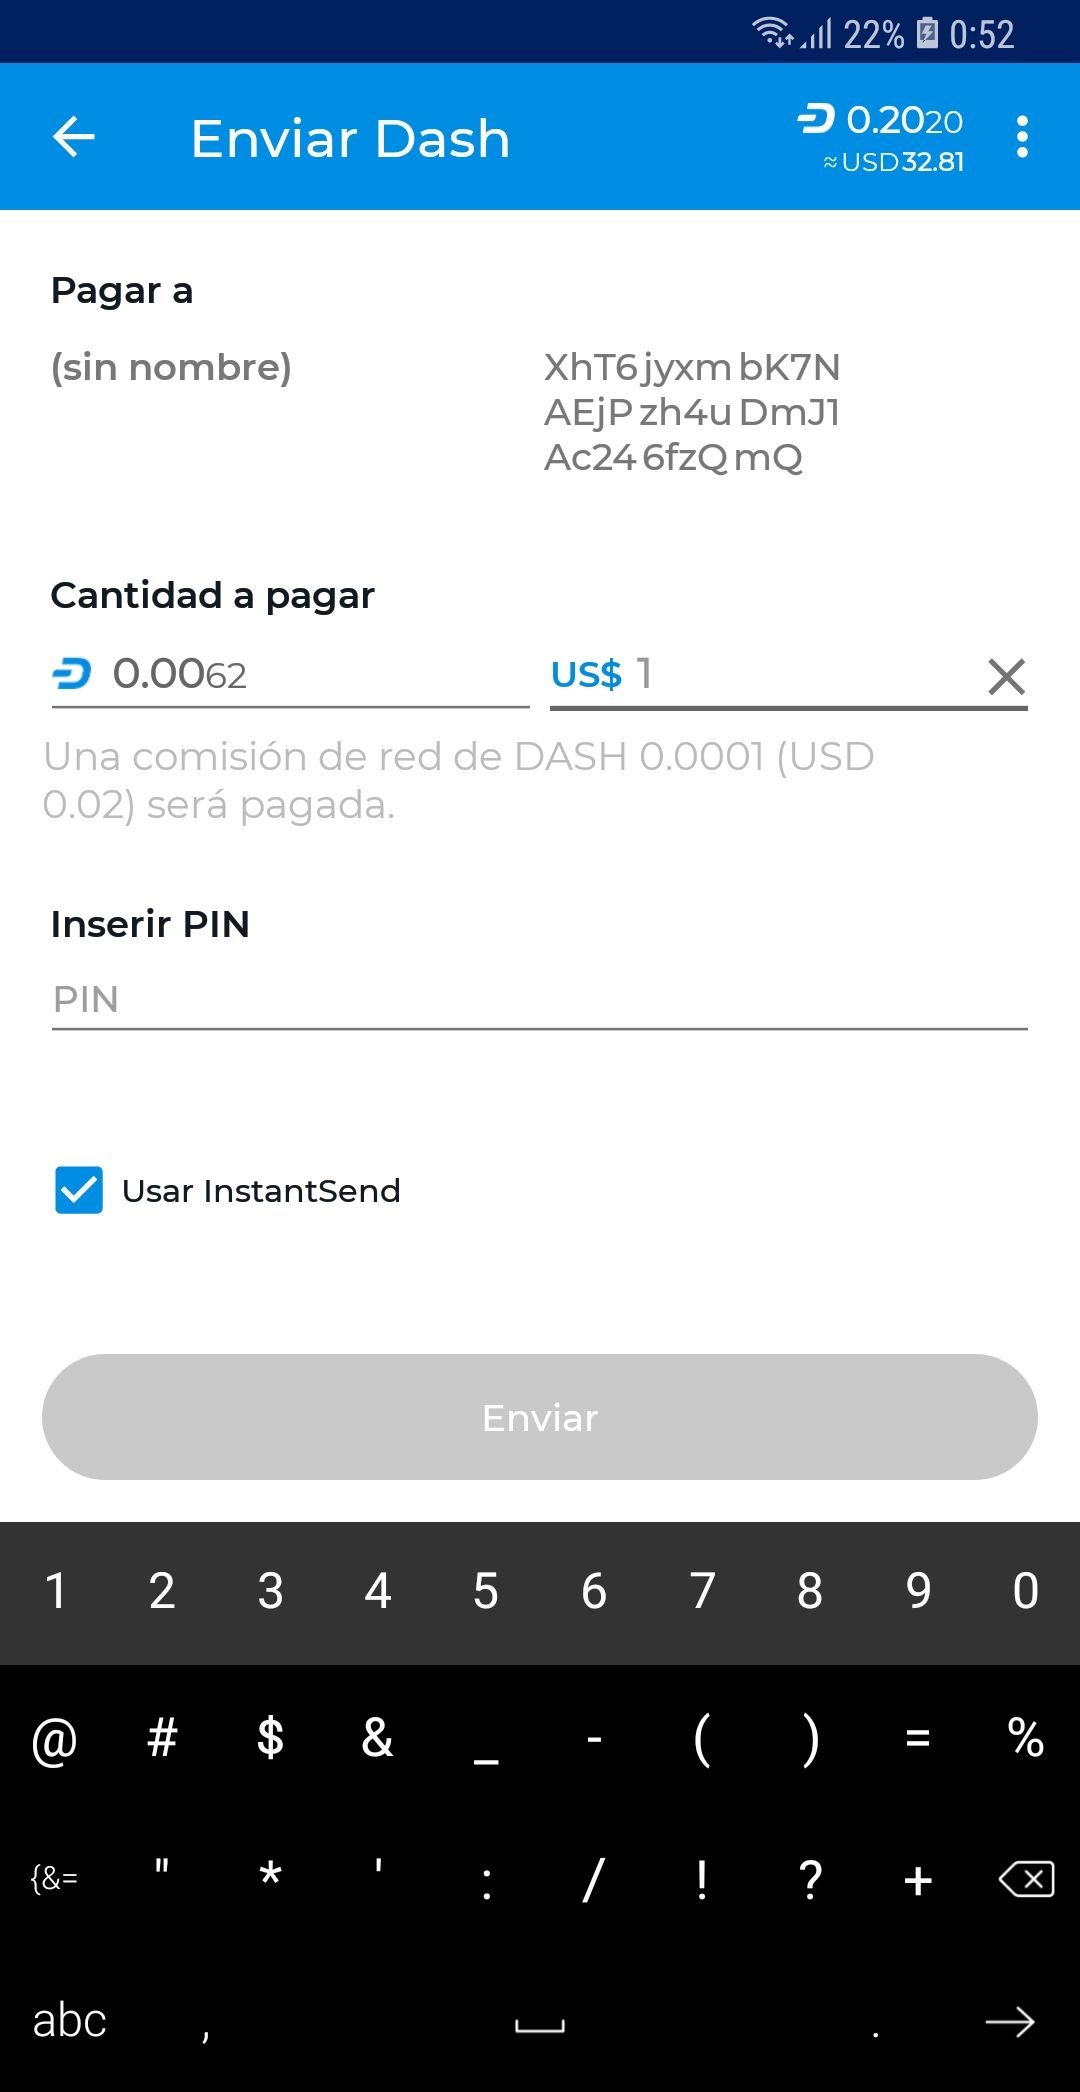 22% 0:52
Enviar Dash
0.2020
≈USD32.81
Pagar a
(sin nombre)
XhT6 jyxm bK7N
AEjP zh4u DmJ1
Ac24 6fzQ mQ
Cantidad a pagar
0.0062 US$ 1
Una comisión de red de DASH 0.0001 (USD
0.02) será pagada.
Inserir PIN
PIN
Usar InstantSend
Enviar
1 2 3 4 5 6 7 8 9 0
@ # $ & _ - ( ) = %
{&= " * ' : / ! ? +
abc , .